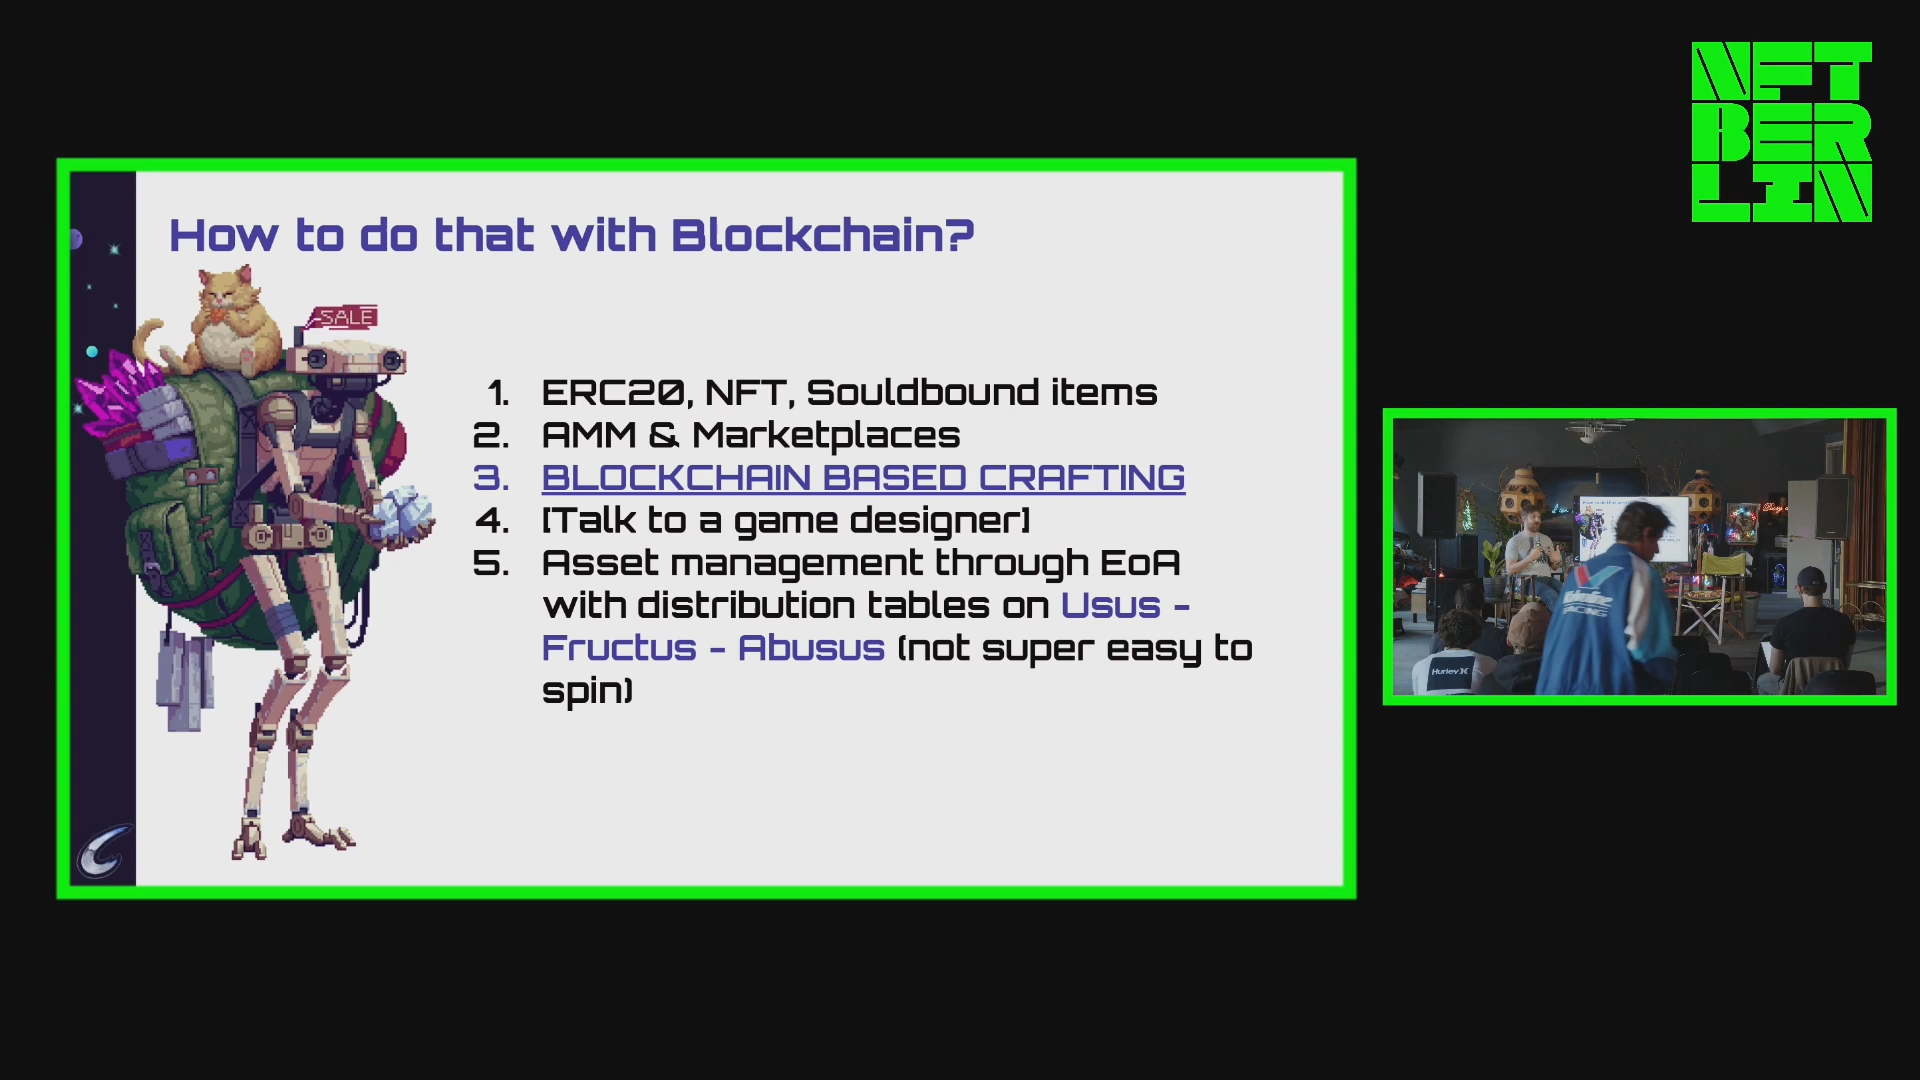 NFT
BER
LIN
How to do that with Blockchain?
SALE
1. ERC20, NFT, Souldbound items
2. AMM & Marketplaces
3. BLOCKCHAIN BASED CRAFTING
4. [Talk to a game designer]
5. Asset management through EoA
with distribution tables on Usus -
Fructus - Abusus (not super easy to
spin)
RACING
Hurley